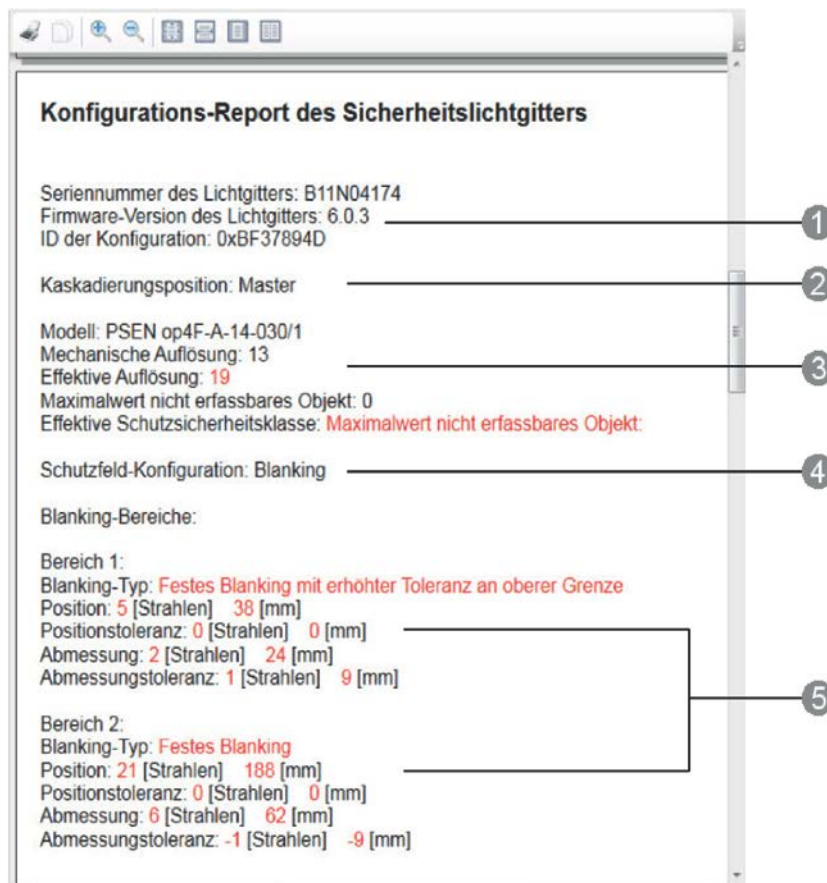 Konfigurations-Report des Sicherheitslichtgitters
Seriennummer des Lichtgitters: B11N04174
Firmware-Version des Lichtgitters: 6.0.3
1
ID der Konfiguration: 0xBF37894D
Kaskadierungsposition: Master
2
Modell: PSEN op4F-A-14-030/1
Mechanische Auflösung: 13
3
Effektive Auflösung: 19
Maximalwert nicht erfassbares Objekt: 0
Effektive Schutzsicherheitsklasse: Maximalwert nicht erfassbares Objekt:
Schutzfeld-Konfiguration: Blanking
4
Blanking-Bereiche:
Bereich 1:
Blanking-Typ: Festes Blanking mit erhöhter Toleranz an oberer Grenze
Position: 5 [Strahlen] 38 [mm]
Positionstoleranz: 0 [Strahlen] 0 [mm]
Abmessung: 2 [Strahlen] 24 [mm]
Abmessungstoleranz: 1 [Strahlen] 9 [mm]
5
Bereich 2:
Blanking-Typ: Festes Blanking
Position: 21 [Strahlen] 188 [mm]
Positionstoleranz: 0 [Strahlen] 0 [mm]
Abmessung: 6 [Strahlen] 62 [mm]
Abmessungstoleranz: -1 [Strahlen] -9 [mm]